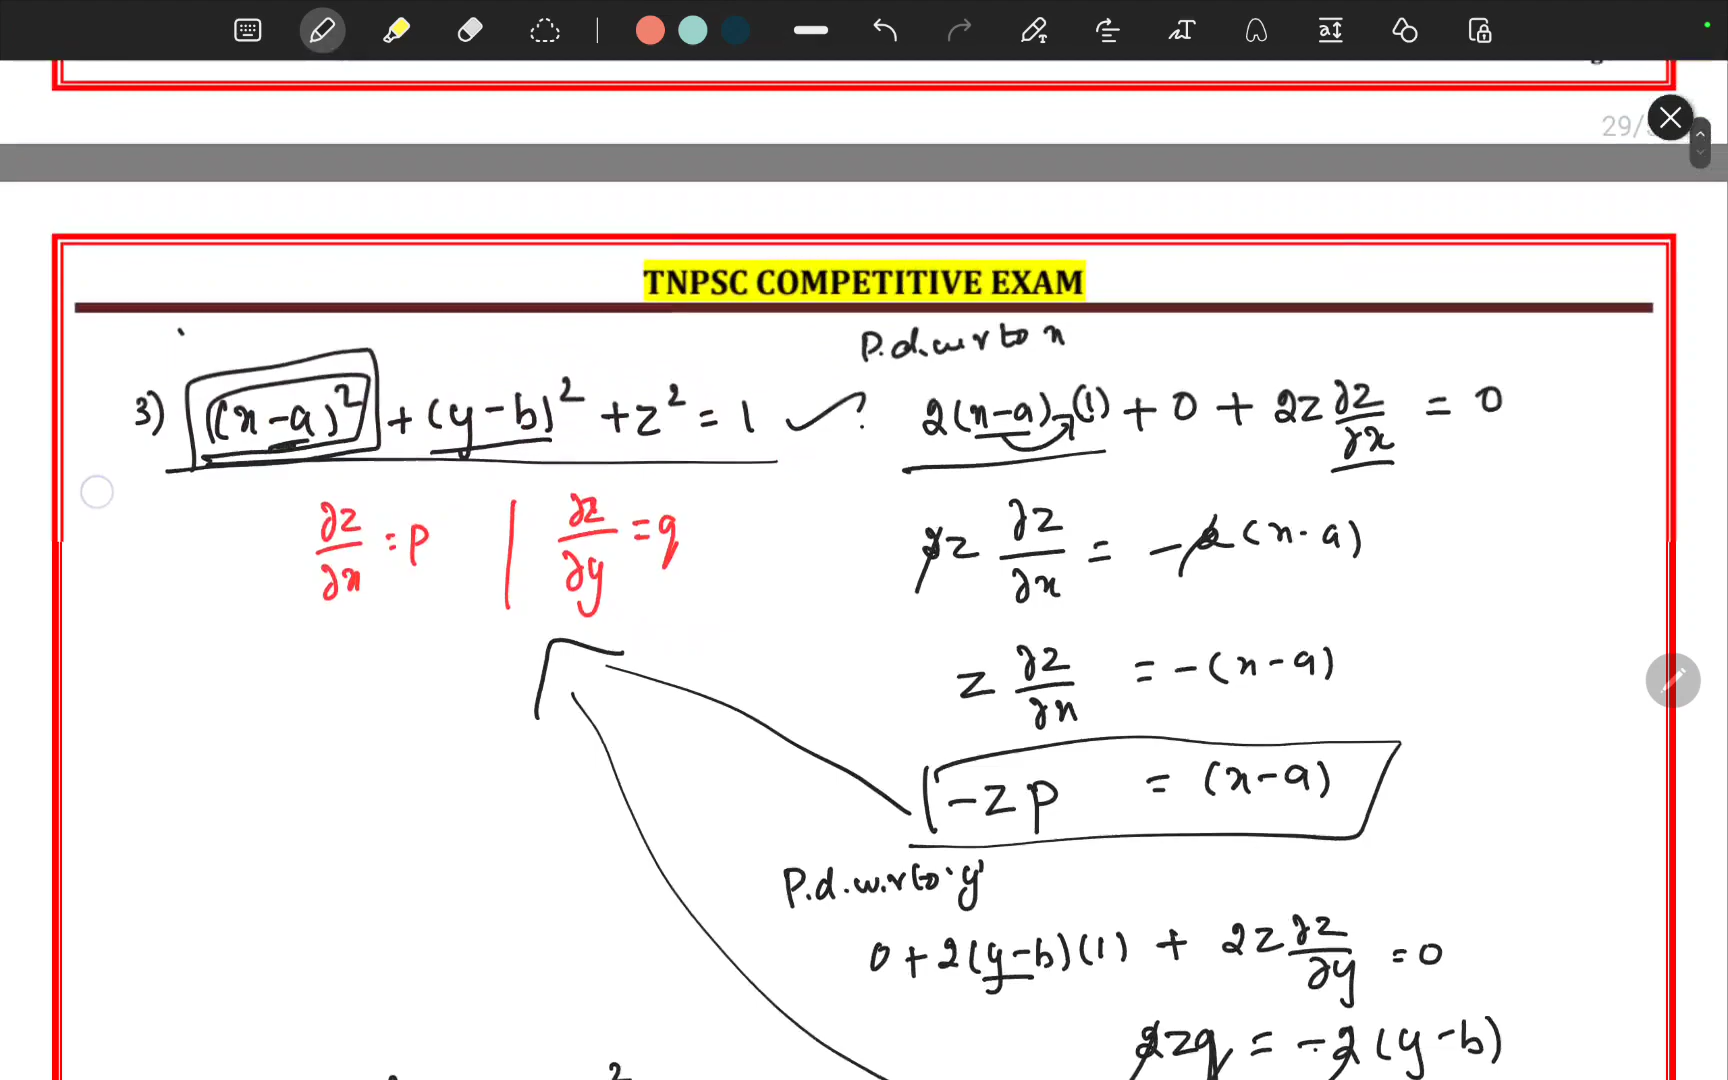 29/
TNPSC COMPETITIVE EXAM
P.d.w.r to x
3) (x-a)² + (y-b)² + z² = 1 ?
2(x-a)·(1) + 0 + 2z ∂z/∂x = 0
∂z/∂x = p | ∂z/∂y = q
2z ∂z/∂x = -2(x-a)
z ∂z/∂x = -(x-a)
-zp = (x-a)
P.d.w.r to 'y'
0 + 2(y-b)(1) + 2z ∂z/∂y = 0
2zq = -2(y-b)
2